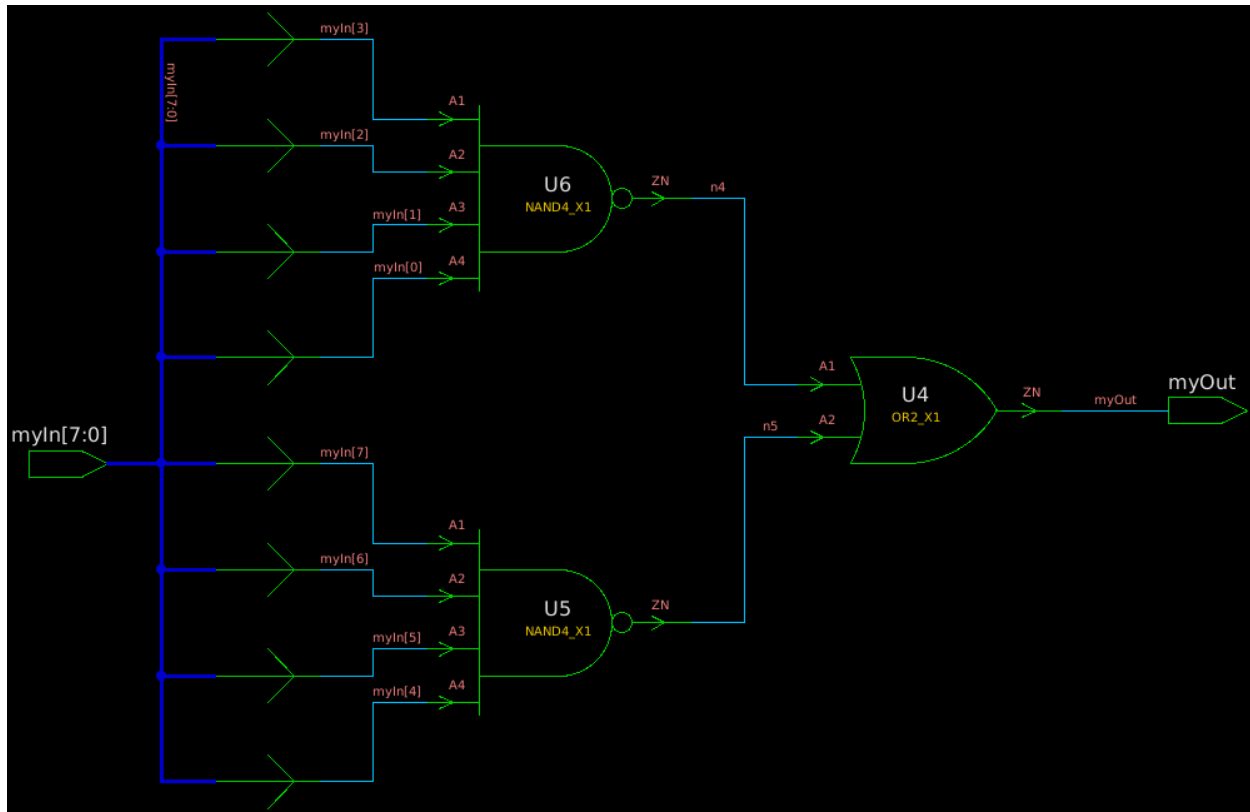 myIn[3]
myIn[7:0]
A1
myIn[2]
A2
U6
NAND4_X1
ZN
n4
myIn[1]
A3
myIn[0]
A4
A1
U4
OR2_X1
ZN
myOut
myOut
A2
n5
myIn[7:0]
myIn[7]
A1
myIn[6]
A2
U5
NAND4_X1
ZN
myIn[5]
A3
myIn[4]
A4